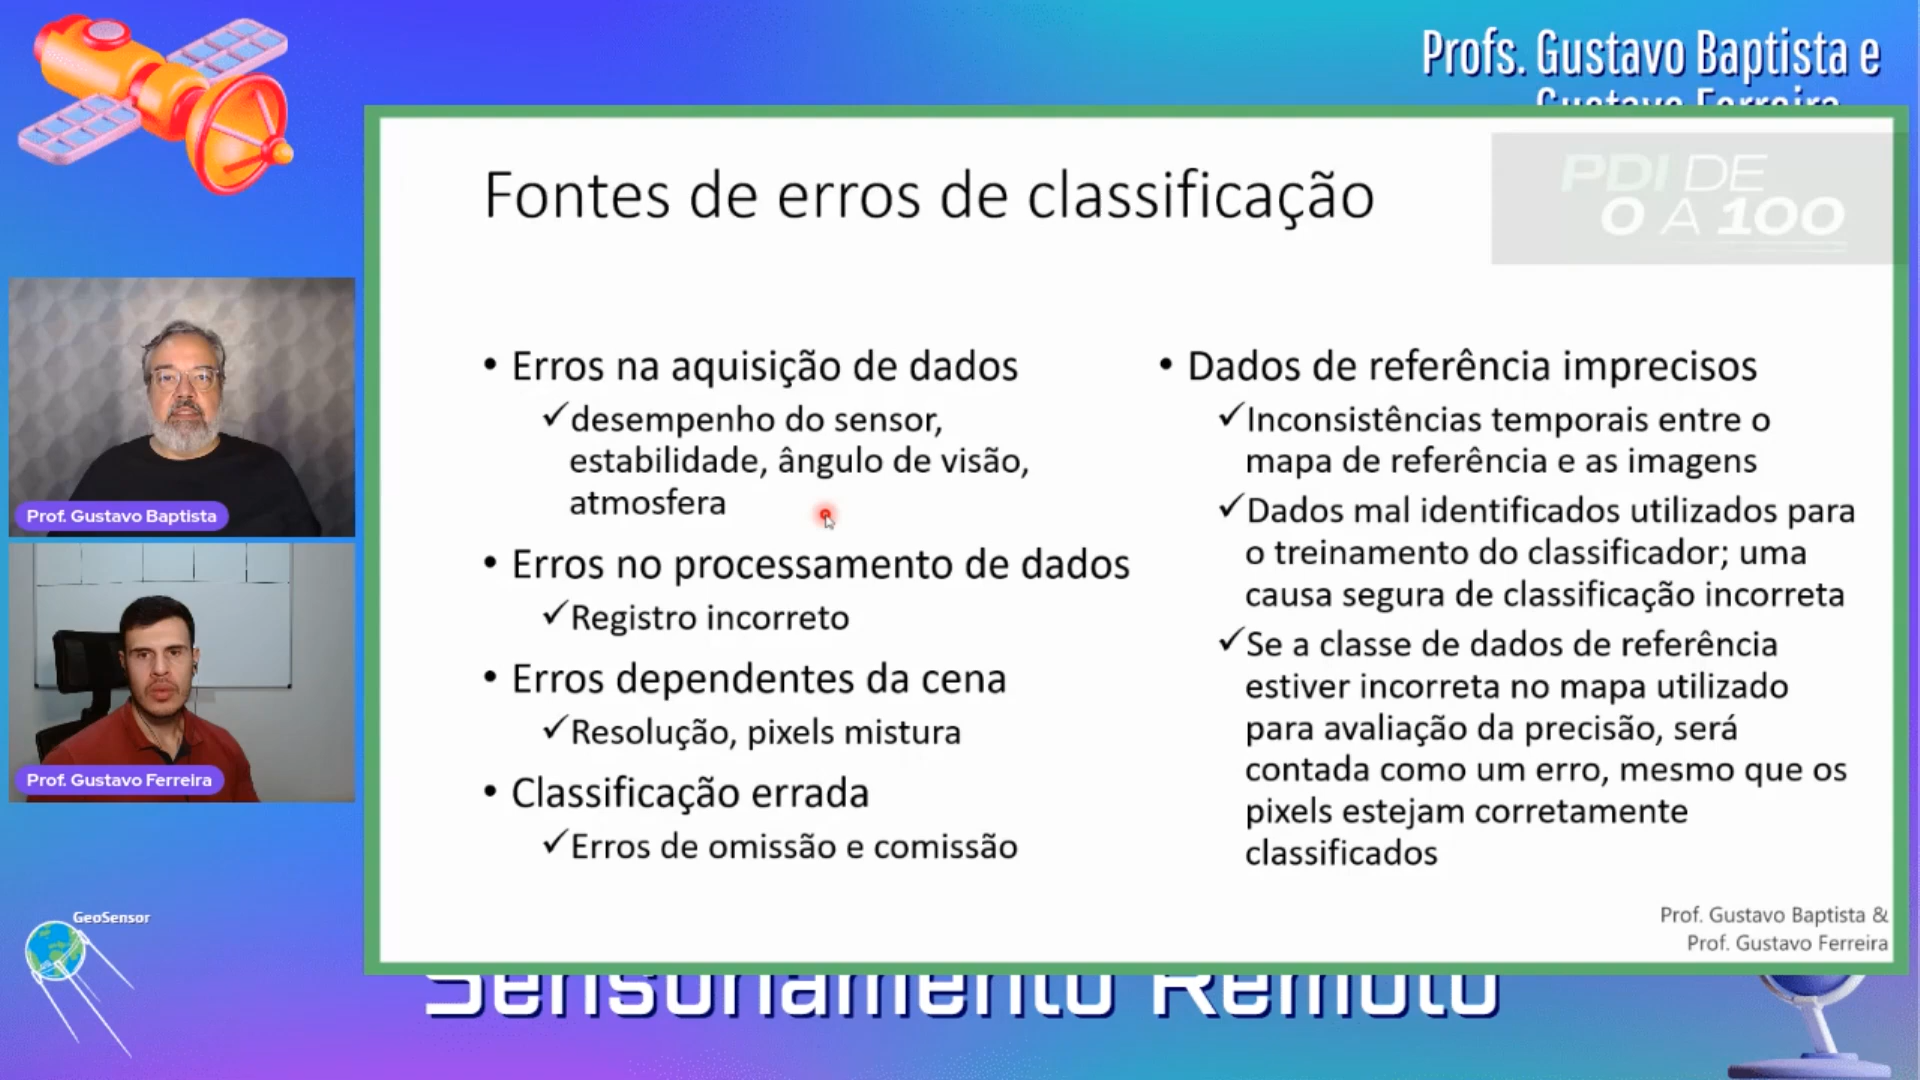 Profs. Gustavo Baptista e
Gustavo Ferreira
PDI DE
0 A 100
Fontes de erros de classificação
• Erros na aquisição de dados
✓desempenho do sensor,
estabilidade, ângulo de visão,
atmosfera
• Erros no processamento de dados
✓Registro incorreto
• Erros dependentes da cena
✓Resolução, pixels mistura
• Classificação errada
✓Erros de omissão e comissão
• Dados de referência imprecisos
✓Inconsistências temporais entre o
mapa de referência e as imagens
✓Dados mal identificados utilizados para
o treinamento do classificador; uma
causa segura de classificação incorreta
✓Se a classe de dados de referência
estiver incorreta no mapa utilizado
para avaliação da precisão, será
contada como um erro, mesmo que os
pixels estejam corretamente
classificados
Prof. Gustavo Baptista &
Prof. Gustavo Ferreira
Prof. Gustavo Baptista
Prof. Gustavo Ferreira
GeoSensor
Sensoriamento Remoto